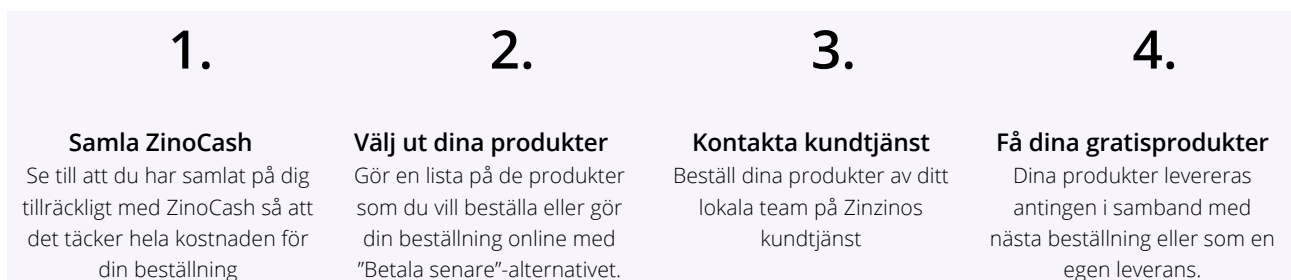 1.
Samla ZinoCash
Se till att du har samlat på dig
tillräckligt med ZinoCash så att
det täcker hela kostnaden för
din beställning
2.
Välj ut dina produkter
Gör en lista på de produkter
som du vill beställa eller gör
din beställning online med
”Betala senare”-alternativet.
3.
Kontakta kundtjänst
Beställ dina produkter av ditt
lokala team på Zinzinos
kundtjänst
4.
Få dina gratisprodukter
Dina produkter levereras
antingen i samband med
nästa beställning eller som en
egen leverans.